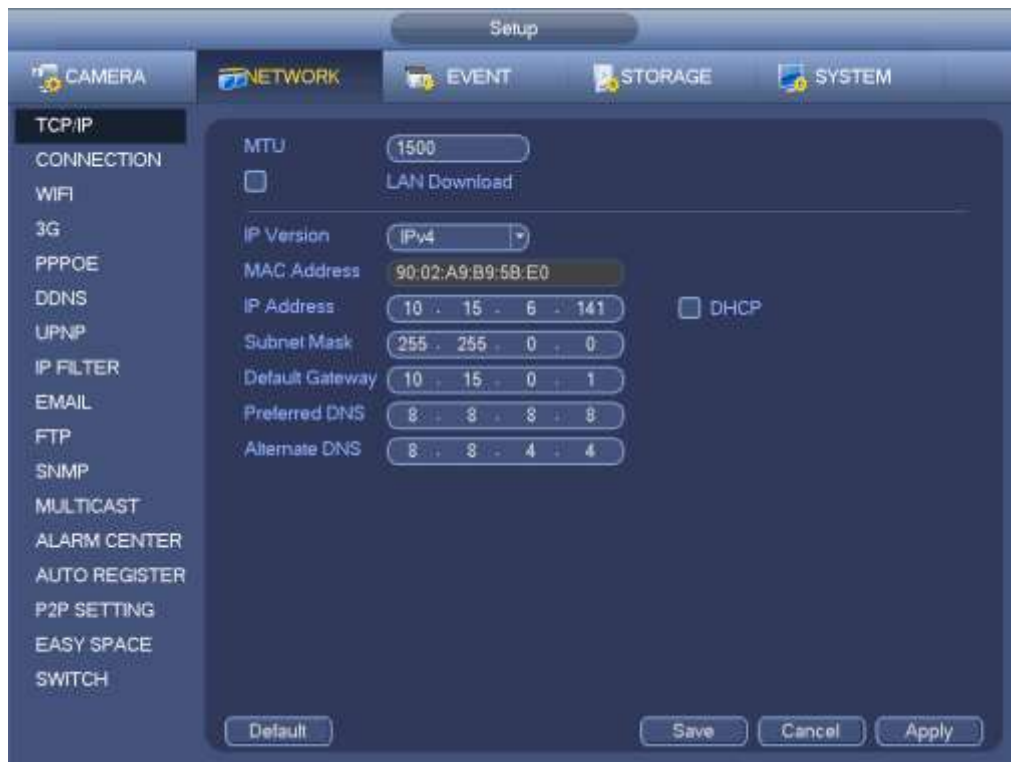 Setup
CAMERA NETWORK EVENT STORAGE SYSTEM
TCP/IP
CONNECTION
WIFI
3G
PPPOE
DDNS
UPNP
IP FILTER
EMAIL
FTP
SNMP
MULTICAST
ALARM CENTER
AUTO REGISTER
P2P SETTING
EASY SPACE
SWITCH
MTU 1500
LAN Download
IP Version IPv4
MAC Address 90:02:A9:B9:5B:E0
IP Address 10 . 15 . 6 . 141 DHCP
Subnet Mask 255 . 255 . 0 . 0
Default Gateway 10 . 15 . 0 . 1
Preferred DNS 8 . 8 . 8 . 8
Alternate DNS 8 . 8 . 4 . 4
Default Save Cancel Apply